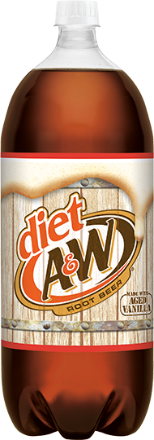 diet
A&W
ROOT BEER
MADE WITH
AGED
VANILLA